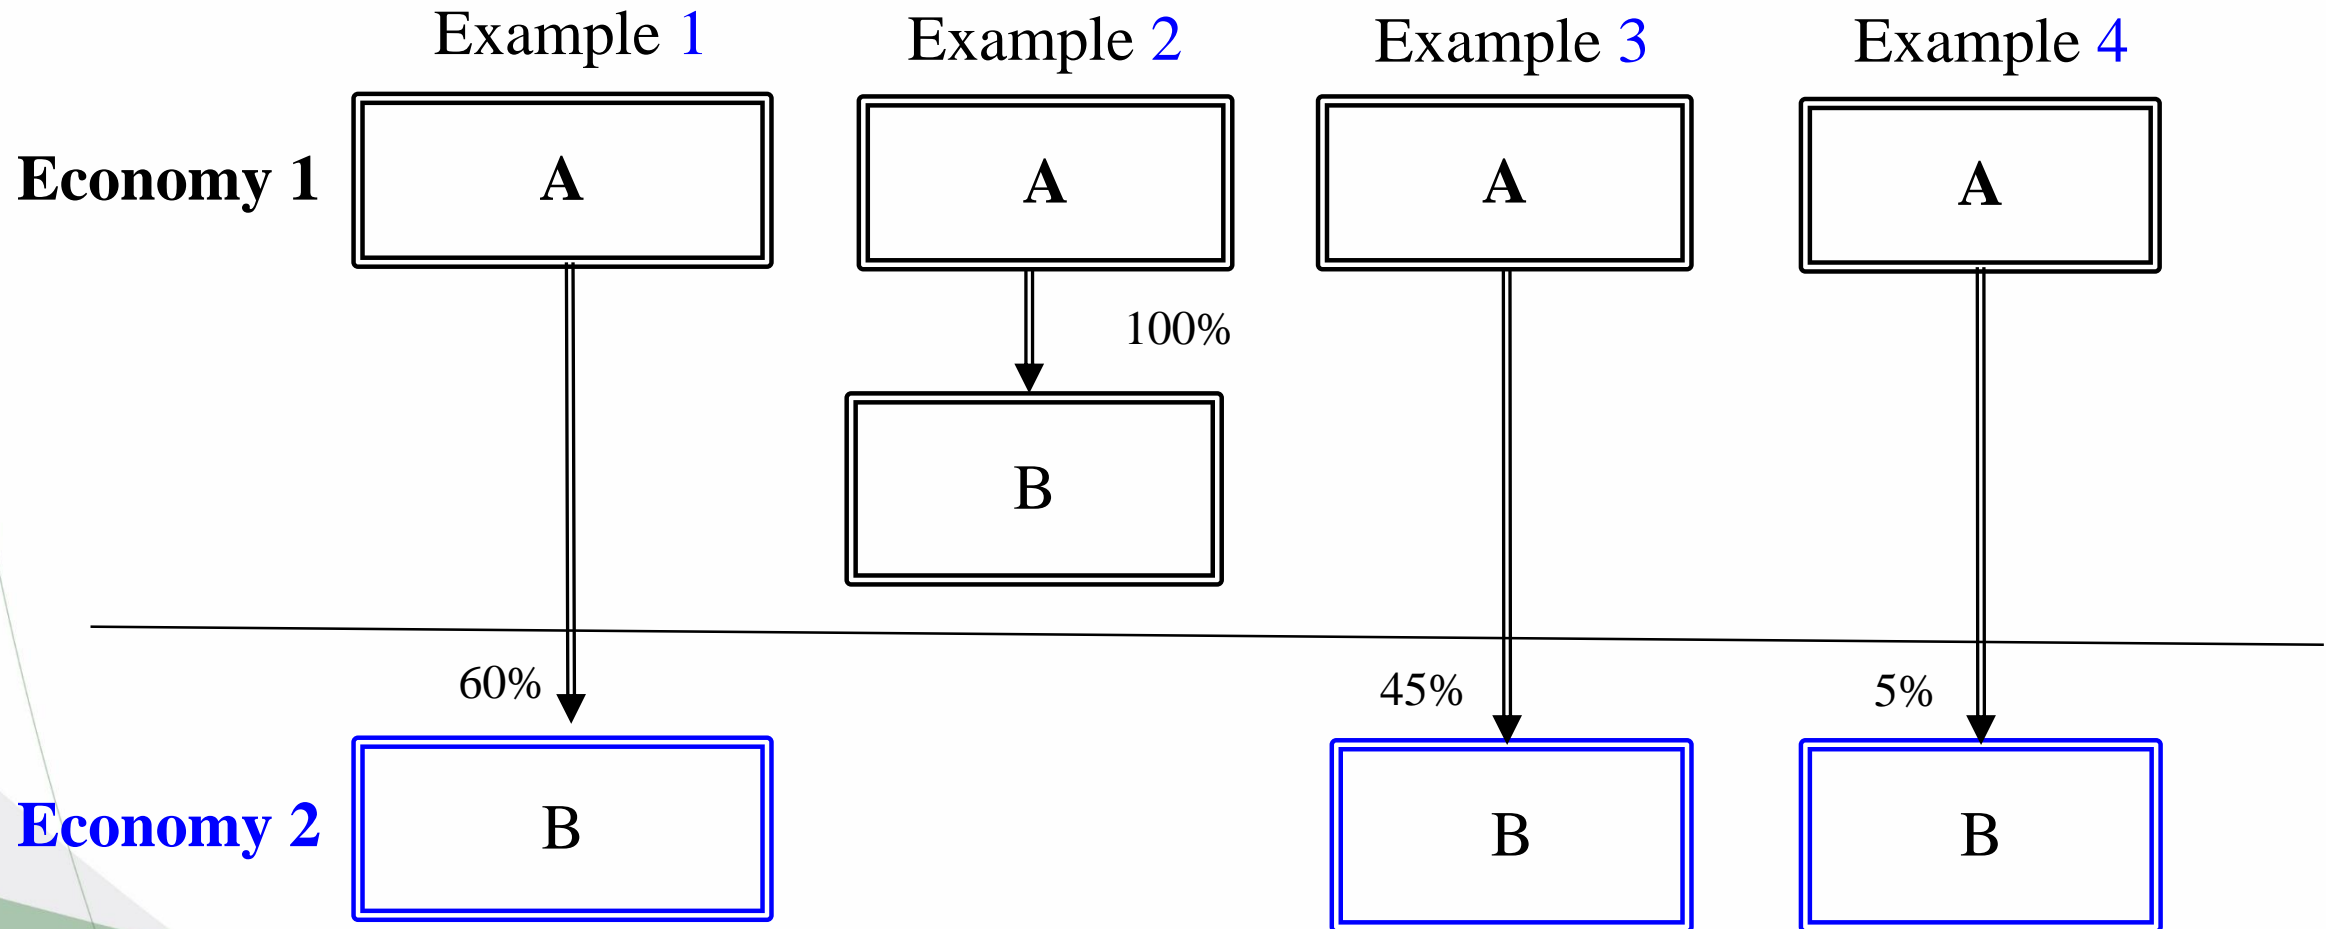 Example 1
Example 2
Example 3
Example 4
Economy 1
A
A
A
A
100%
B
60%
45%
5%
Economy 2
B
B
B